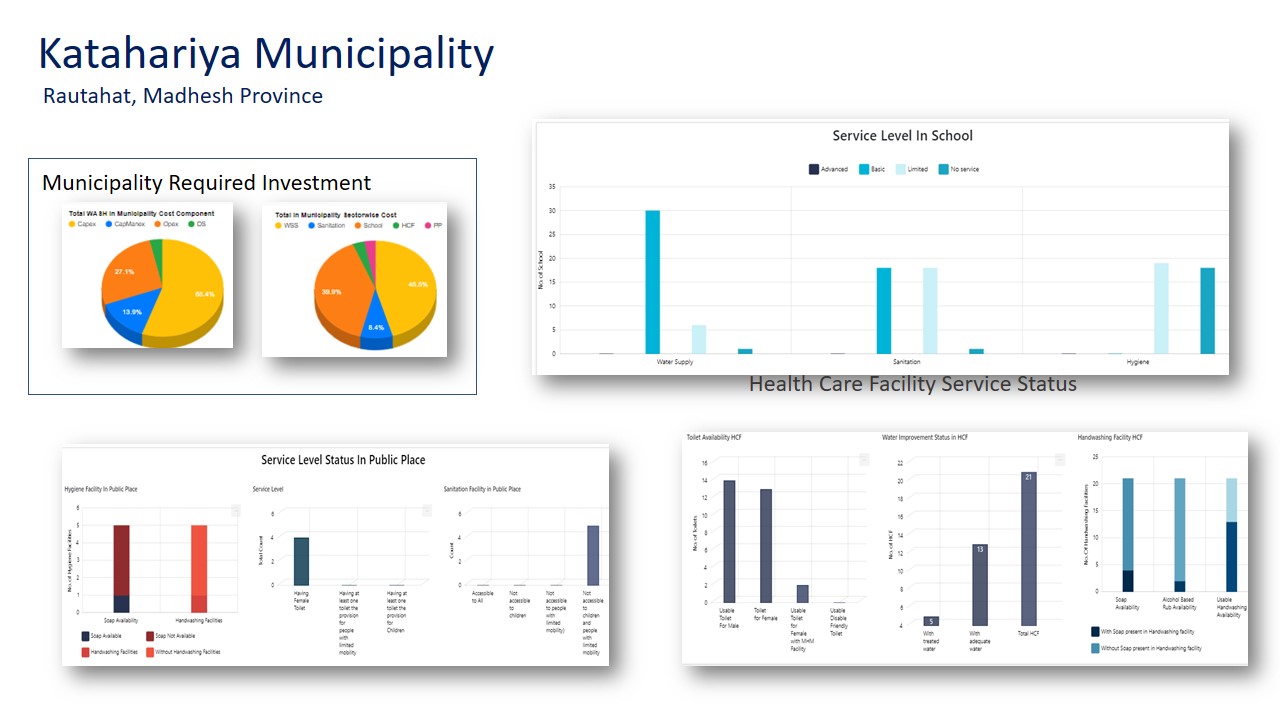 Katahariya Municipality
Rautahat, Madhesh Province
Municipality Required Investment
Total WASH in Municipality Cost Component
Capex CapManex Opex DS
27.1%
13.9%
Total in Municipality Sectorwise Cost
WSS Sanitation School HCF PP
8.4%
Service Level In School
Advanced Basic Limited No service
No. of School
35
30
25
20
15
10
5
0
Water Supply Sanitation Hygiene
Health Care Facility Service Status
Service Level Status In Public Place
Hygiene Facility In Public Place
No. of Hygiene Facilities
6
5
4
3
2
1
0
Soap Availability Handwashing Facilities
Soap Available Soap Not Available
Handwashing Facilities Without Handwashing Facilities
Service Level
Total Count
6
4
2
0
Having Female Toilet
Having at least one toilet the provision for people with limited mobility
Having at least one toilet the provision for Children
Sanitation Facility in Public Place
Count
6
4
2
0
Accessible to All
Not accessible to children
Not accessible to people with limited mobility)
Not accessible to children and people with limited mobility
Toilet Availability HCF
No. of Toilets
16
14
12
10
8
6
4
2
0
Usable Toilet For Male
Toilet for Female
Usable Toilet for Female with MHM Facility
Usable Disable Friendly Toilet
Water Improvement Status in HCF
No. of HCF
22
20
18
16
14
12
10
8
6
4
5
13
21
With treated water
With adequate water
Total HCF
Handwashing Facility HCF
No. Of Handwashing Facilities
25
20
15
10
5
0
Soap Availability
Alcohol Based Rub Availability
Usable Handwashing Availability
With Soap present in Handwashing facility
Without Soap present in Handwashing facility